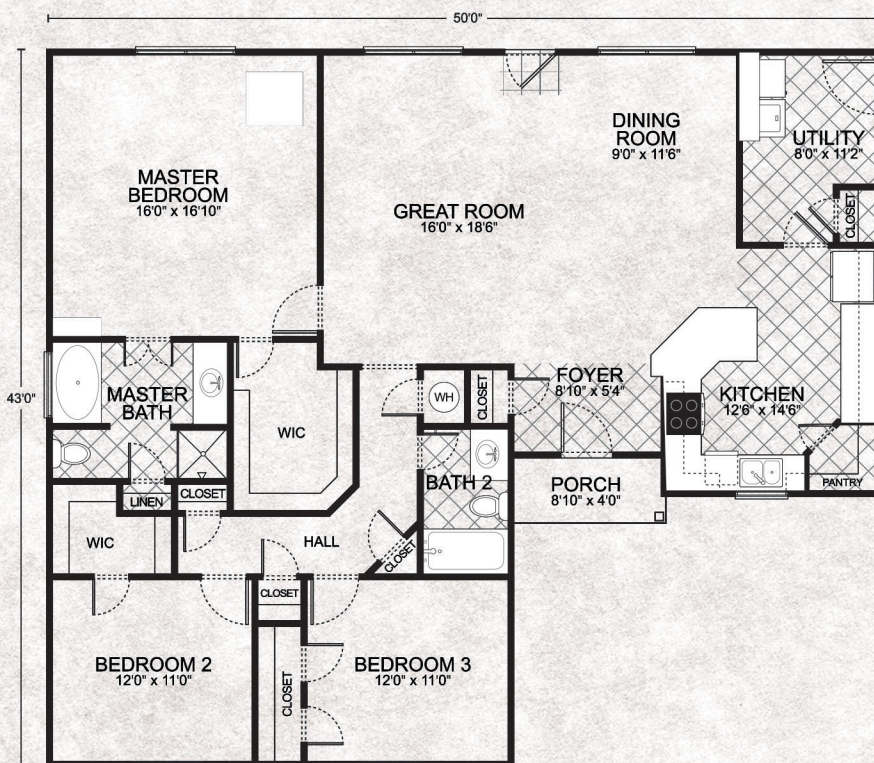 50'0"
43'0"
MASTER
BEDROOM
16'0" x 16'10"
GREAT ROOM
16'0" x 18'6"
DINING
ROOM
9'0" x 11'6"
UTILITY
8'0" x 11'2"
CLOSET
MASTER
BATH
WIC
WH
CLOSET
FOYER
8'10" x 5'4"
KITCHEN
12'6" x 14'6"
PANTRY
LINEN
CLOSET
BATH 2
PORCH
8'10" x 4'0"
WIC
HALL
CLOSET
CLOSET
BEDROOM 2
12'0" x 11'0"
CLOSET
BEDROOM 3
12'0" x 11'0"